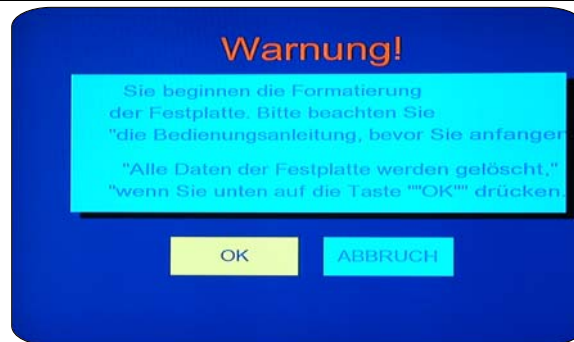 Warnung!
Sie beginnen die Formatierung
der Festplatte. Bitte beachten Sie
"die Bedienungsanleitung, bevor Sie anfangen
"Alle Daten der Festplatte werden gelöscht,"
"wenn Sie unten auf die Taste ""OK"" drücken.
OK
ABBRUCH